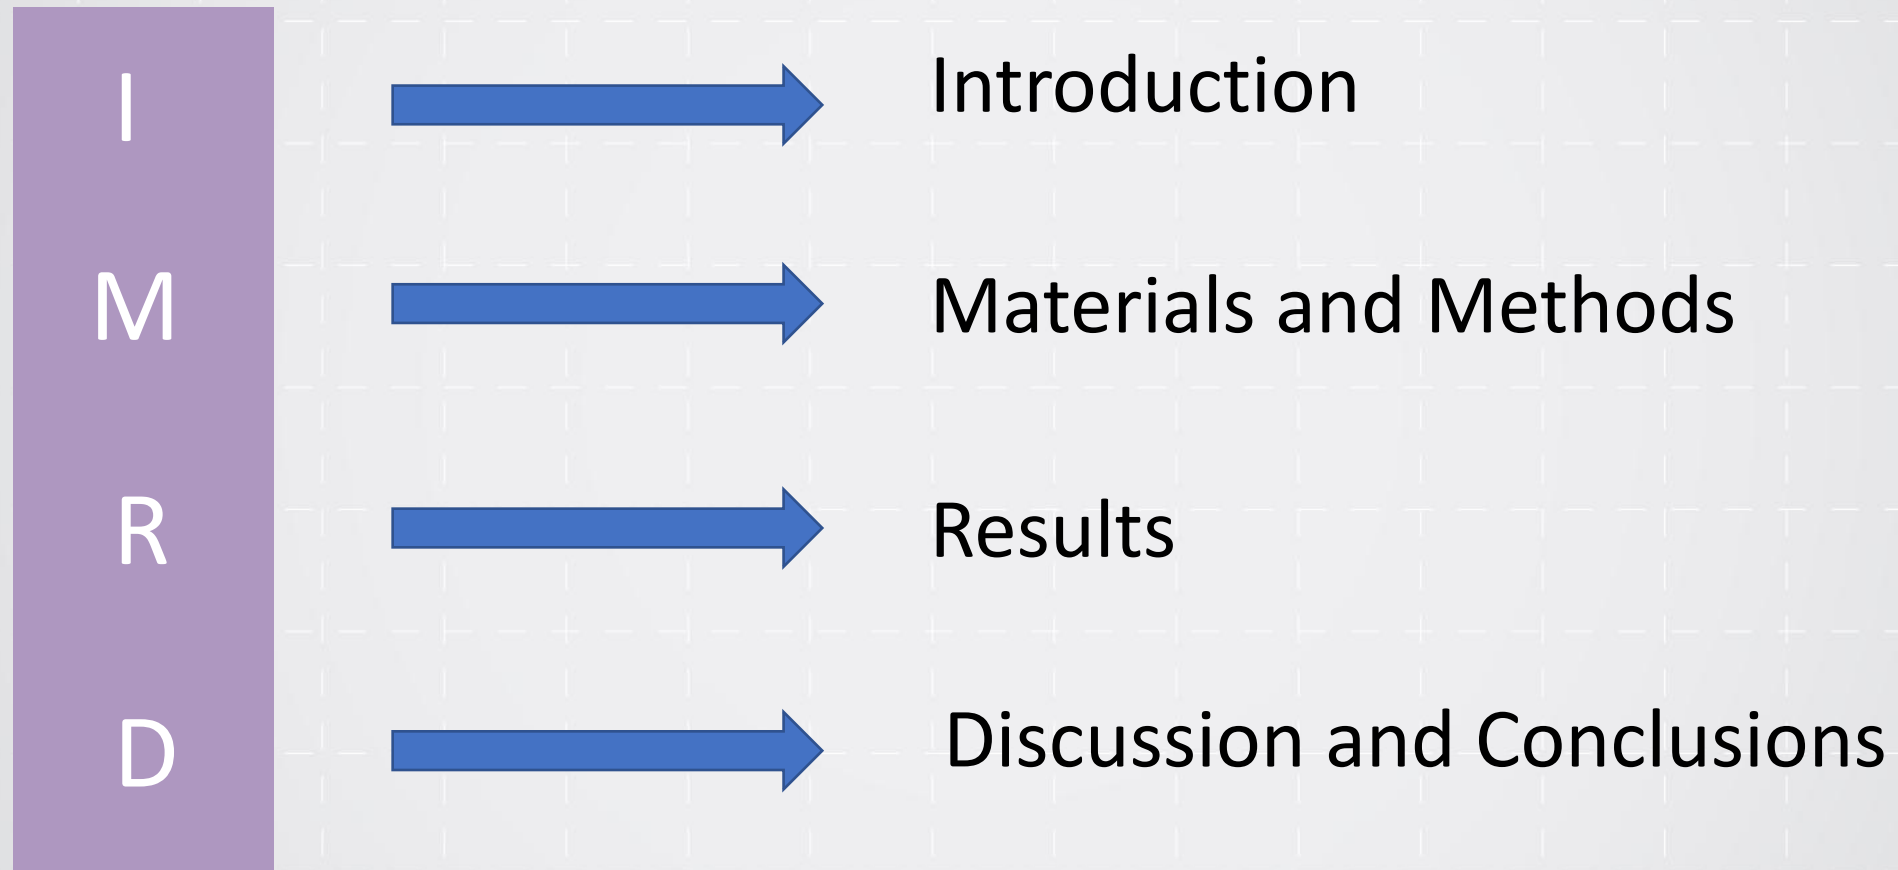 I
Introduction
M
Materials and Methods
R
Results
D
Discussion and Conclusions